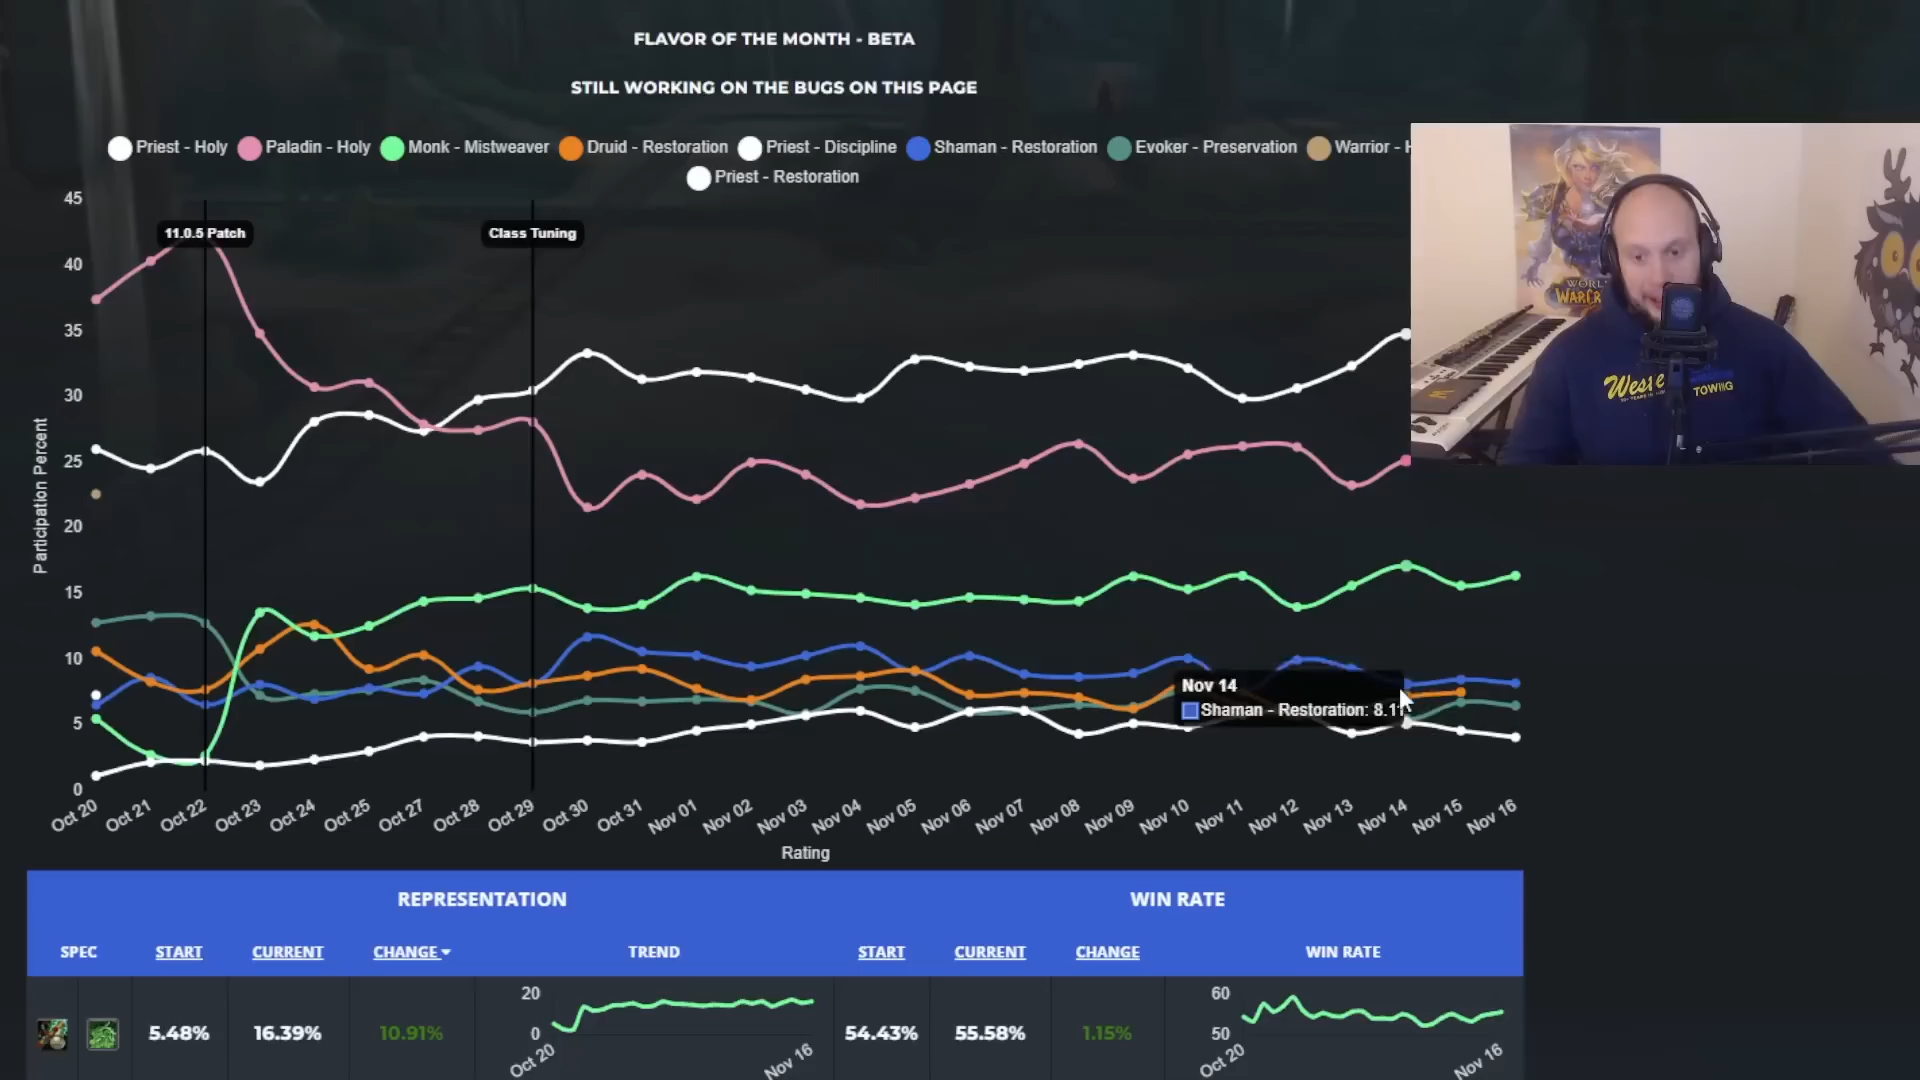 FLAVOR OF THE MONTH - BETA
STILL WORKING ON THE BUGS ON THIS PAGE
Priest - Holy Paladin - Holy Monk - Mistweaver Druid - Restoration Priest - Discipline Shaman - Restoration Evoker - Preservation Warrior - H
Priest - Restoration
45
40
35
30
25
20
15
10
5
0
Participation Percent
11.0.5 Patch
Class Tuning
Nov 14
Shaman - Restoration: 8.1
Oct 20 Oct 21 Oct 22 Oct 23 Oct 24 Oct 25 Oct 27 Oct 28 Oct 29 Oct 30 Oct 31 Nov 01 Nov 02 Nov 03 Nov 04 Nov 05 Nov 06 Nov 07 Nov 08 Nov 09 Nov 10 Nov 11 Nov 12 Nov 13 Nov 14 Nov 15 Nov 16
Rating
WORL
WARCR
TOWING
REPRESENTATION WIN RATE
SPEC START CURRENT CHANGE TREND START CURRENT CHANGE WIN RATE
5.48% 16.39% 10.91% 20 0 Oct 20 Nov 16 54.43% 55.58% 1.15% 60 50 Oct 20 Nov 16